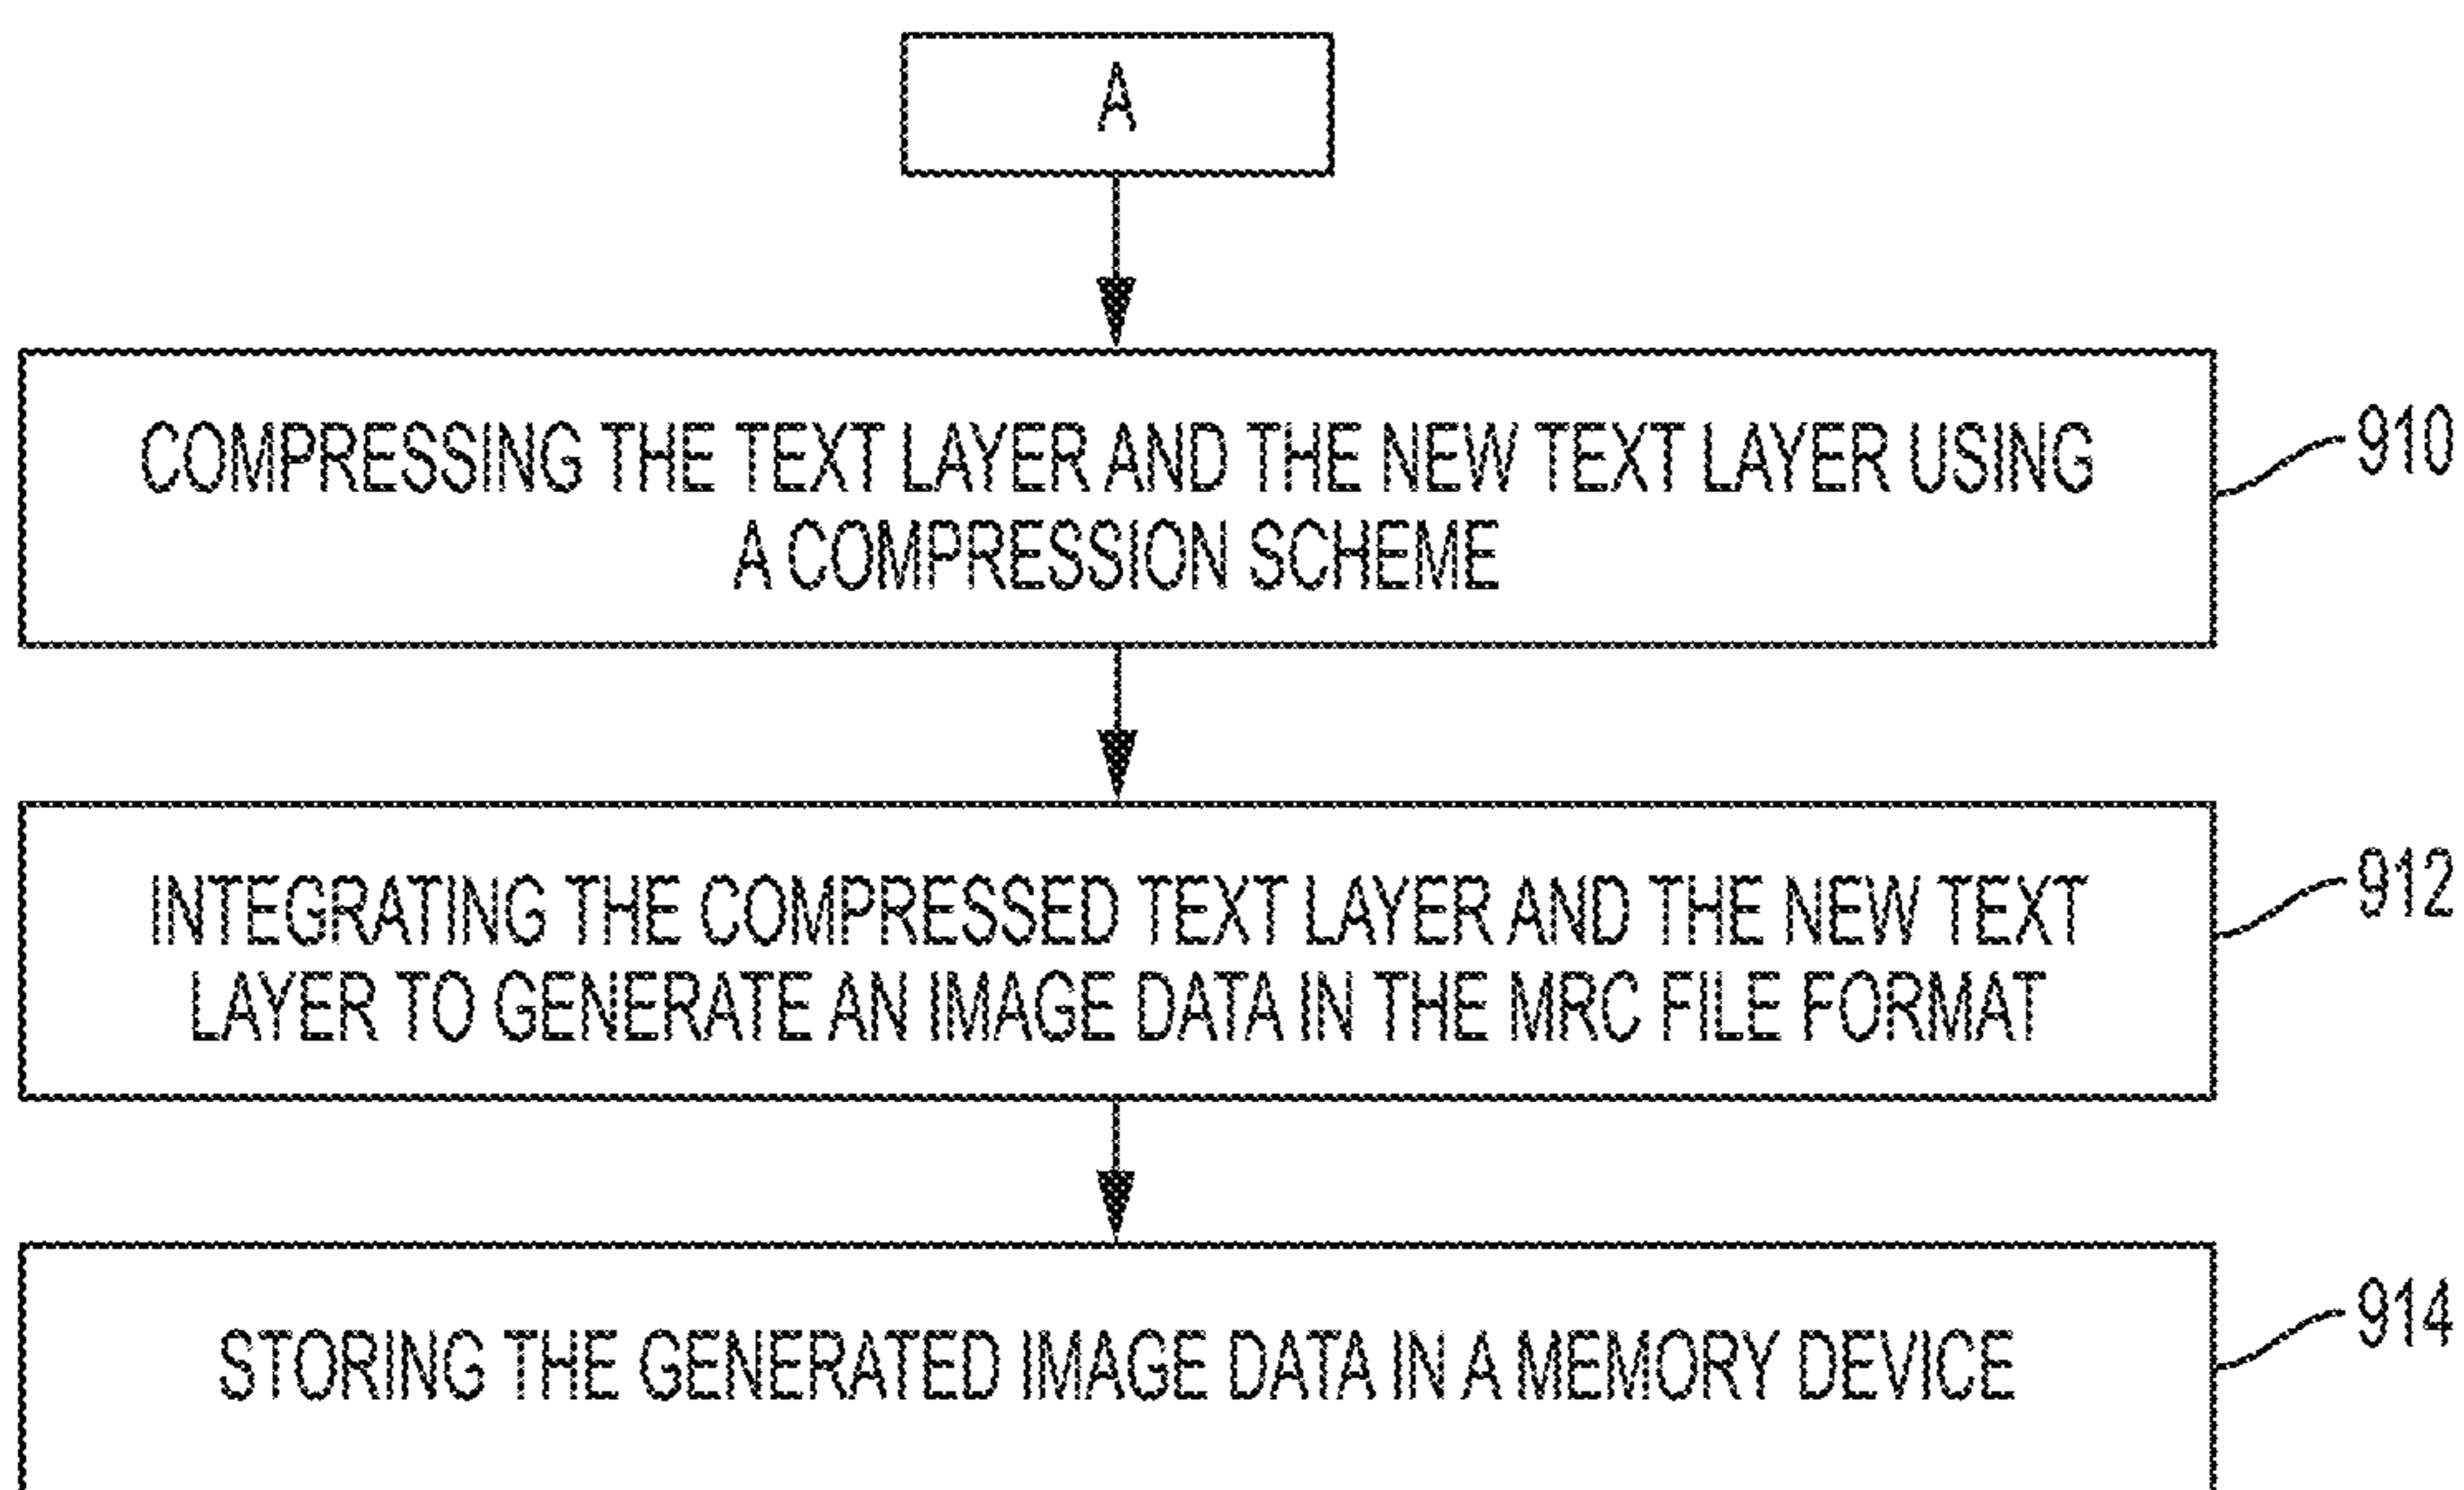 A
COMPRESSING THE TEXT LAYER AND THE NEW TEXT LAYER USING
A COMPRESSION SCHEME
910
INTEGRATING THE COMPRESSED TEXT LAYER AND THE NEW TEXT
LAYER TO GENERATE AN IMAGE DATA IN THE MRC FILE FORMAT
912
STORING THE GENERATED IMAGE DATA IN A MEMORY DEVICE
914